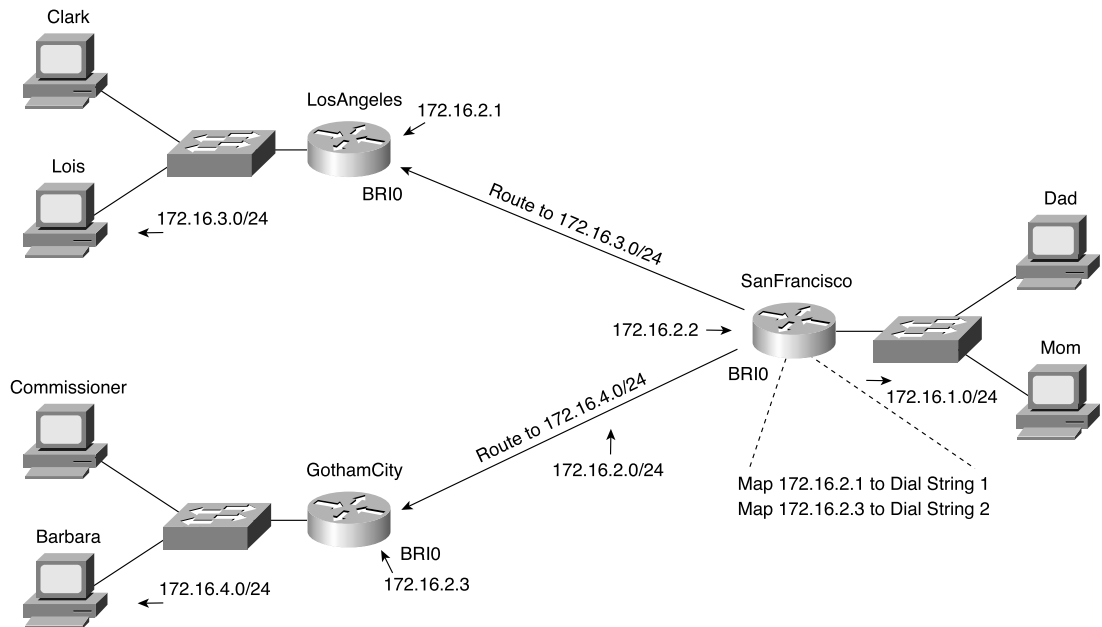 Clark
LosAngeles
172.16.2.1
Lois
BRI0
172.16.3.0/24
Route to 172.16.3.0/24
Dad
SanFrancisco
172.16.2.2
BRI0
Mom
172.16.1.0/24
Commissioner
Route to 172.16.4.0/24
172.16.2.0/24
GothamCity
Map 172.16.2.1 to Dial String 1
Map 172.16.2.3 to Dial String 2
Barbara
BRI0
172.16.2.3
172.16.4.0/24